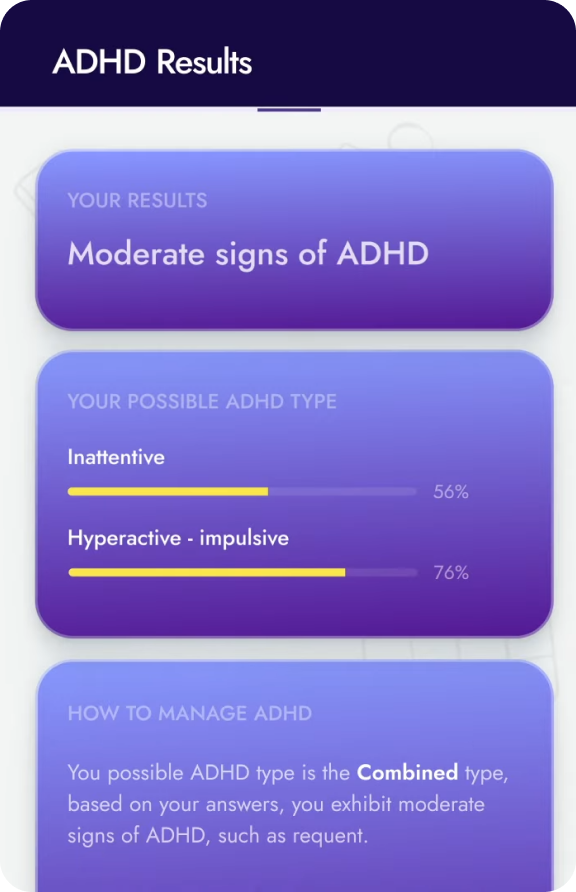 ADHD Results
YOUR RESULTS
Moderate signs of ADHD
YOUR POSSIBLE ADHD TYPE
Inattentive
56%
Hyperactive - impulsive
76%
HOW TO MANAGE ADHD
You possible ADHD type is the Combined type,
based on your answers, you exhibit moderate
signs of ADHD, such as requent.